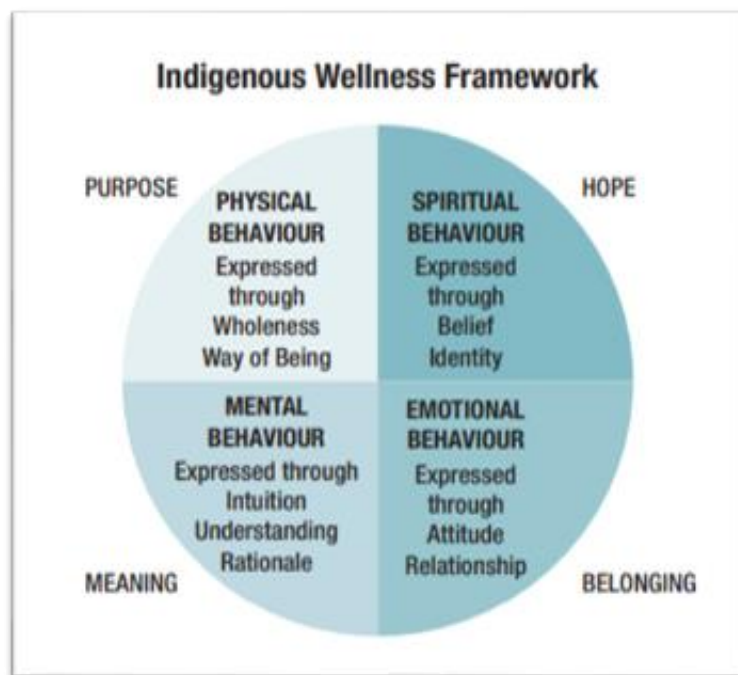 Indigenous Wellness Framework
PURPOSE
PHYSICAL
BEHAVIOUR
Expressed
through
Wholeness
Way of Being
HOPE
SPIRITUAL
BEHAVIOUR
Expressed
through
Belief
Identity
MEANING
MENTAL
BEHAVIOUR
Expressed through
Intuition
Understanding
Rationale
BELONGING
EMOTIONAL
BEHAVIOUR
Expressed
through
Attitude
Relationship